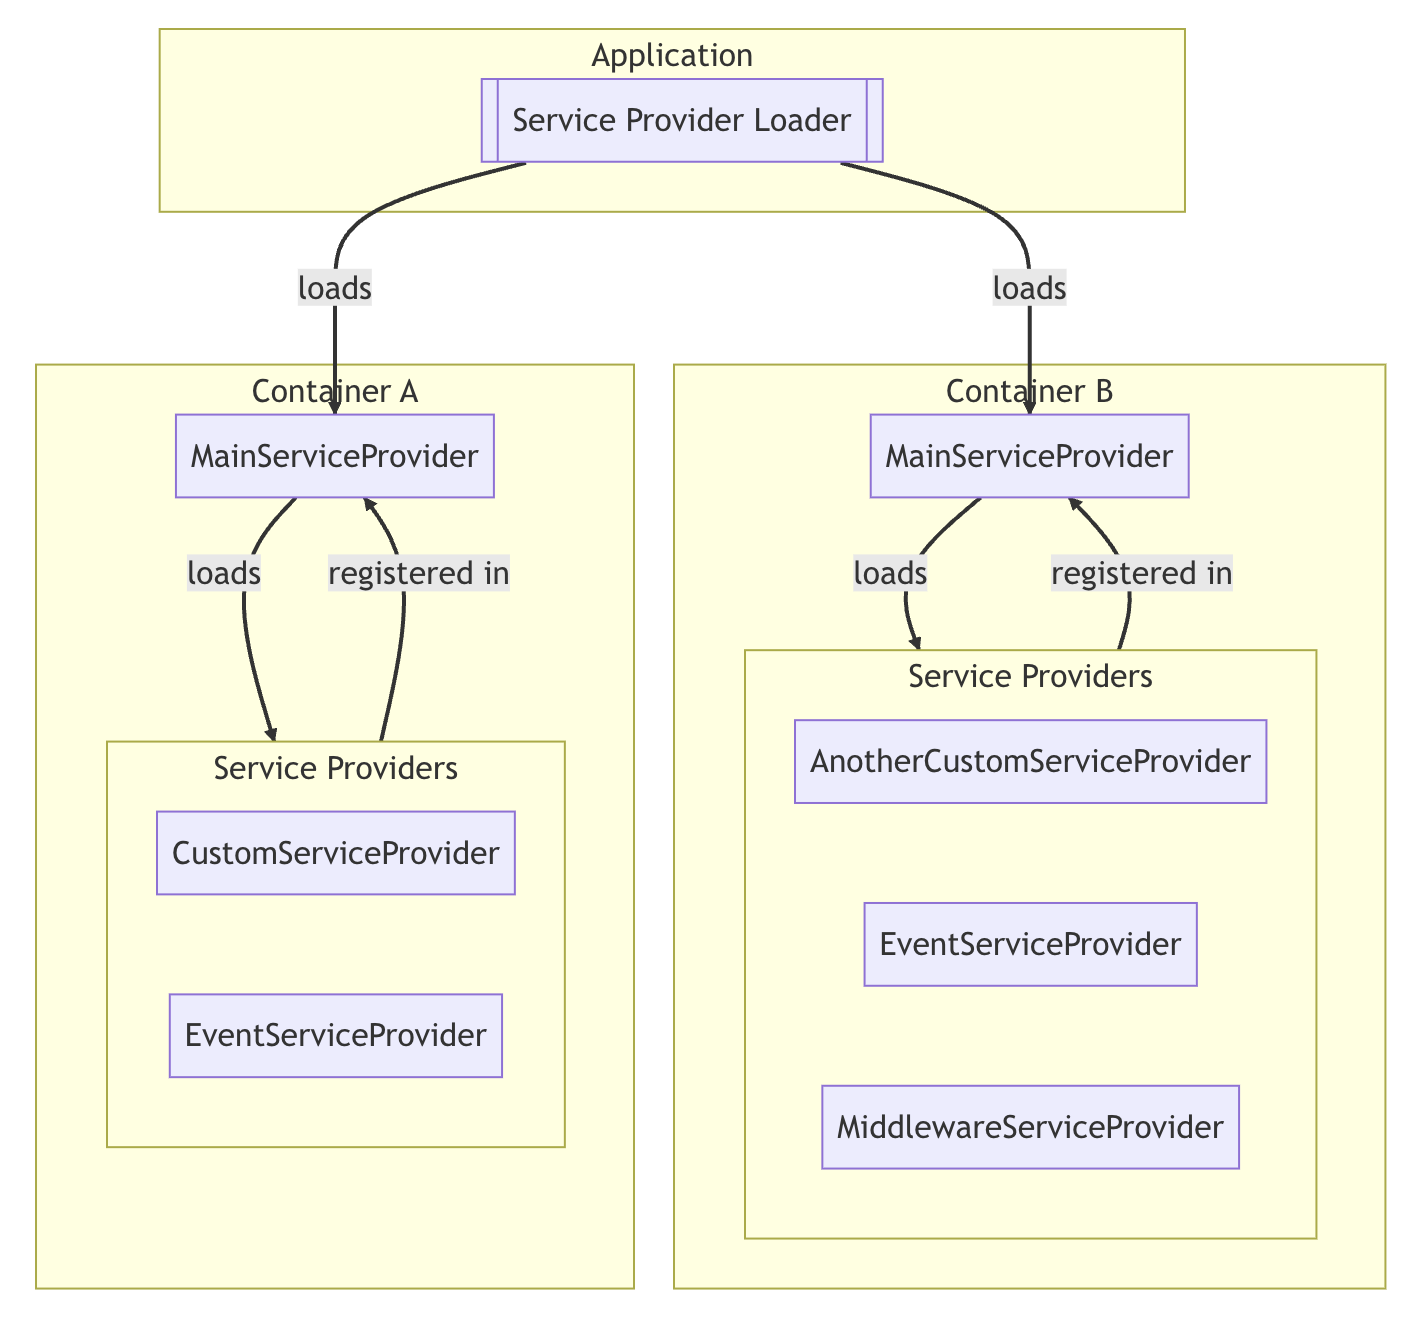 Application
Service Provider Loader
loads
loads
Container A
MainServiceProvider
loads
registered in
Service Providers
CustomServiceProvider
EventServiceProvider
Container B
MainServiceProvider
loads
registered in
Service Providers
AnotherCustomServiceProvider
EventServiceProvider
MiddlewareServiceProvider